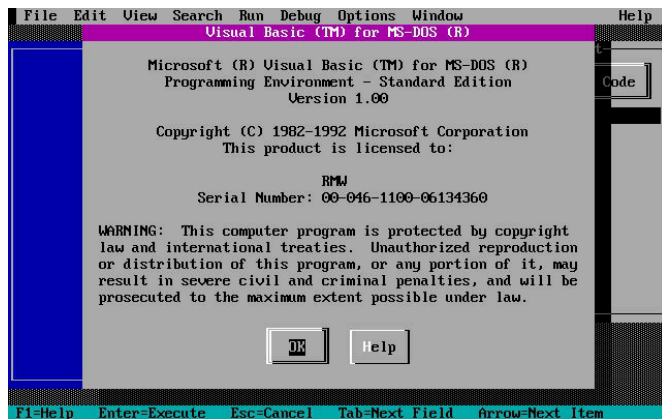 File Edit View Search Run Debug Options Window Help
Visual Basic (TM) for MS-DOS (R)
Microsoft (R) Visual Basic (TM) for MS-DOS (R)
Programming Environment - Standard Edition
Version 1.00
Copyright (C) 1982-1992 Microsoft Corporation
This product is licensed to:
RMW
Serial Number: 00-046-1100-06134360
WARNING: This computer program is protected by copyright
law and international treaties. Unauthorized reproduction
or distribution of this program, or any portion of it, may
result in severe civil and criminal penalties, and will be
prosecuted to the maximum extent possible under law.
Code
OK Help
F1=Help Enter=Execute Esc=Cancel Tab=Next Field Arrow=Next Item